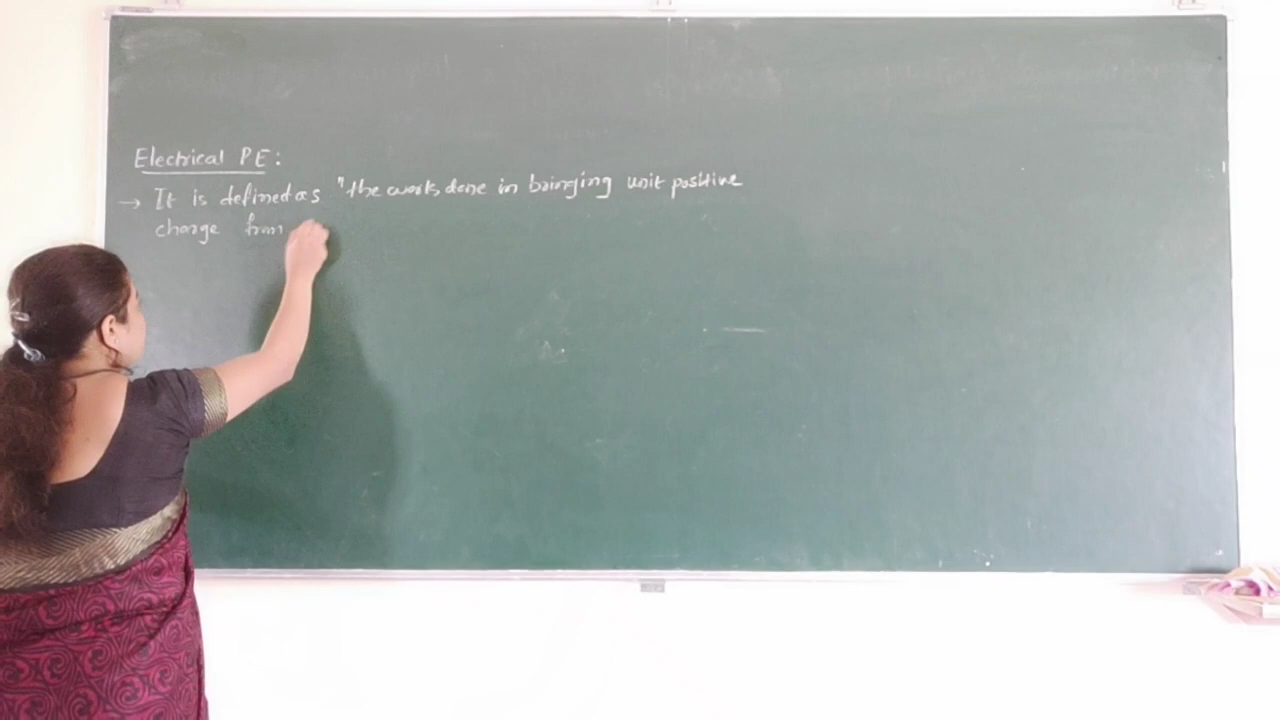 Electrical PE:
→ It is defined as "the work done in bringing unit positive
charge from